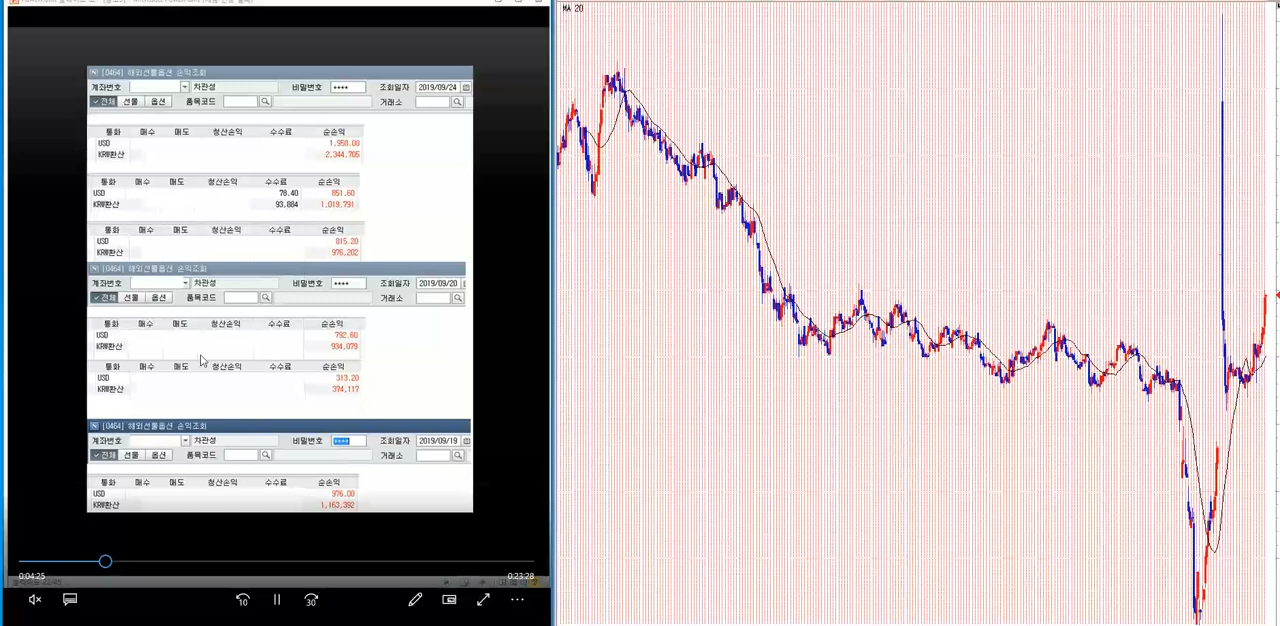 MA 20
[0464] 해외선물옵션 손익조회
계좌번호 차관성 비밀번호 **** 조회일자 2019/09/24
전체 선물 옵션 품목코드 거래소
통화 매수 매도 청산손익 수수료 순손익
USD 1,958.00
KRW환산 2,344,705
통화 매수 매도 청산손익 수수료 순손익
USD 78.40 851.60
KRW환산 93,884 1,019,791
통화 매수 매도 청산손익 수수료 순손익
USD 815.20
KRW환산 976,202
[0464] 해외선물옵션 손익조회
계좌번호 차관성 비밀번호 **** 조회일자 2019/09/20
전체 선물 옵션 품목코드 거래소
통화 매수 매도 청산손익 수수료 순손익
USD 792.60
KRW환산 934,079
통화 매수 매도 청산손익 수수료 순손익
USD 313.20
KRW환산 374,117
[0464] 해외선물옵션 손익조회
계좌번호 차관성 비밀번호 **** 조회일자 2019/09/19
전체 선물 옵션 품목코드 거래소
통화 매수 매도 청산손익 수수료 순손익
USD 976.00
KRW환산 1,163,392
0:04:25 0:23:28
10 30